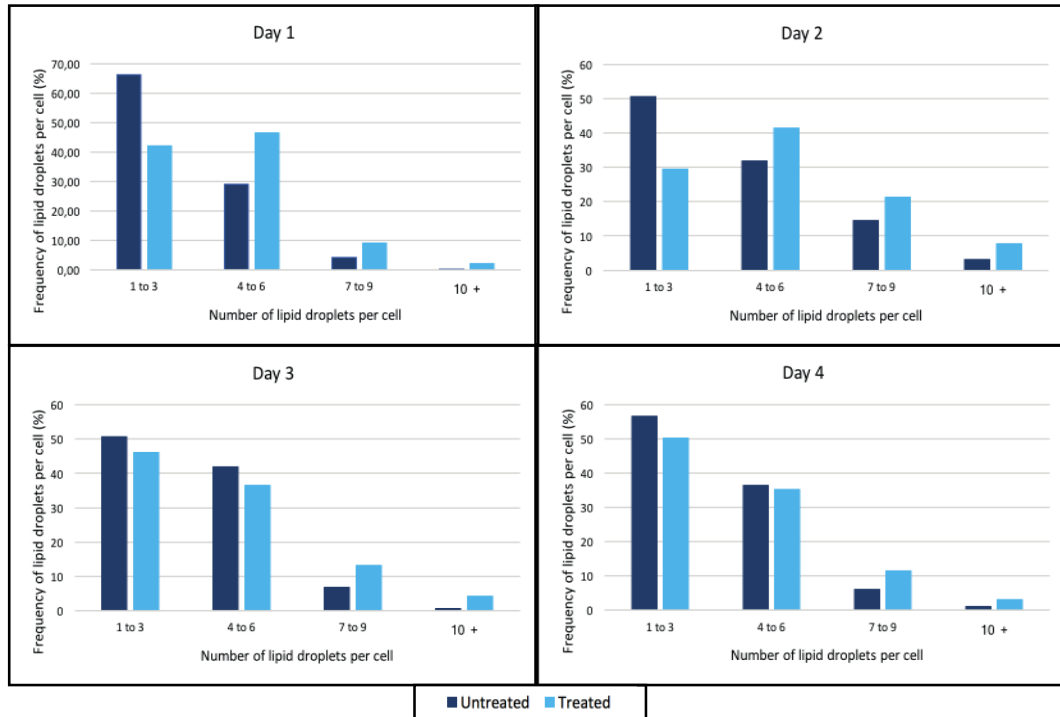 Day 1
Frequency of lipid droplets per cell (%)
70,00
60,00
50,00
40,00
30,00
20,00
10,00
0,00
1 to 3 4 to 6 7 to 9 10 +
Number of lipid droplets per cell
Day 2
Frequency of lipid droplets per cell (%)
60
50
40
30
20
10
0
1 to 3 4 to 6 7 to 9 10 +
Number of lipid droplets per cell
Day 3
Frequency of lipid droplets per cell (%)
60
50
40
30
20
10
0
1 to 3 4 to 6 7 to 9 10 +
Number of lipid droplets per cell
Day 4
Frequency of lipid droplets per cell (%)
60
50
40
30
20
10
0
1 to 3 4 to 6 7 to 9 10 +
Number of lipid droplets per cell
Untreated Treated